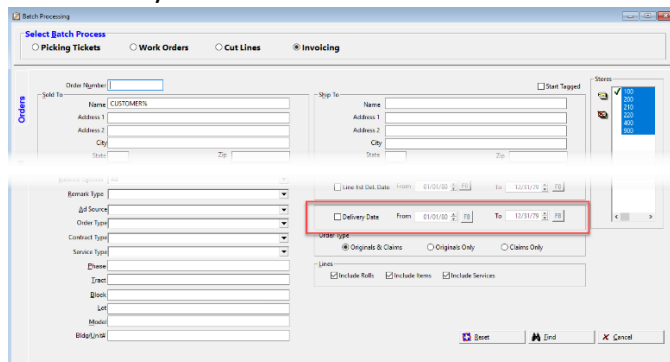 Batch Processing
Select Batch Process
Picking Tickets Work Orders Cut Lines Invoicing
Orders
Order Number
Start Tagged
Stores
100
200
210
220
400
900
Sold To
Name CUSTOMER%
Address 1
Address 2
City
State Zip
Ship To
Name
Address 1
Address 2
City
State Zip
Remark Type
Ad Source
Order Type
Contract Type
Service Type
Phase
Tract
Block
Lot
Model
Bldg/Unit#
Line Est Del. Date From 01/01/80 FB To 12/31/79 FB
Delivery Date From 01/01/80 FB To 12/31/79 FB
Order Type
Originals & Claims Originals Only Claims Only
Lines
Include Rolls Include Items Include Services
Reset Find Cancel